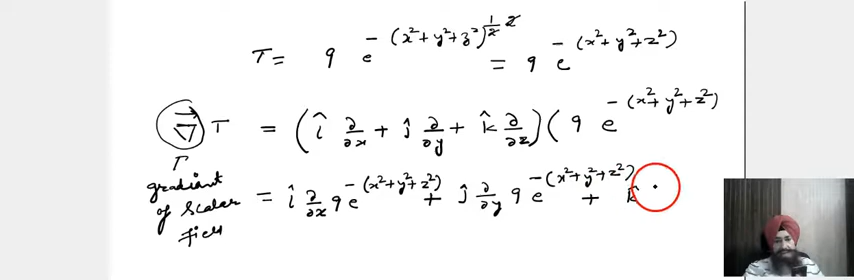 T = 9 e^-(x²+y²+z²)^½ ² = 9 e^-(x²+y²+z²)
∇⃗ T = (î ∂/∂x + ĵ ∂/∂y + k̂ ∂/∂z) (9 e^-(x²+y²+z²)
gradiant
of Scalar
field
= î ∂/∂x 9 e^-(x²+y²+z²) + ĵ ∂/∂y 9 e^-(x²+y²+z²) + k̂